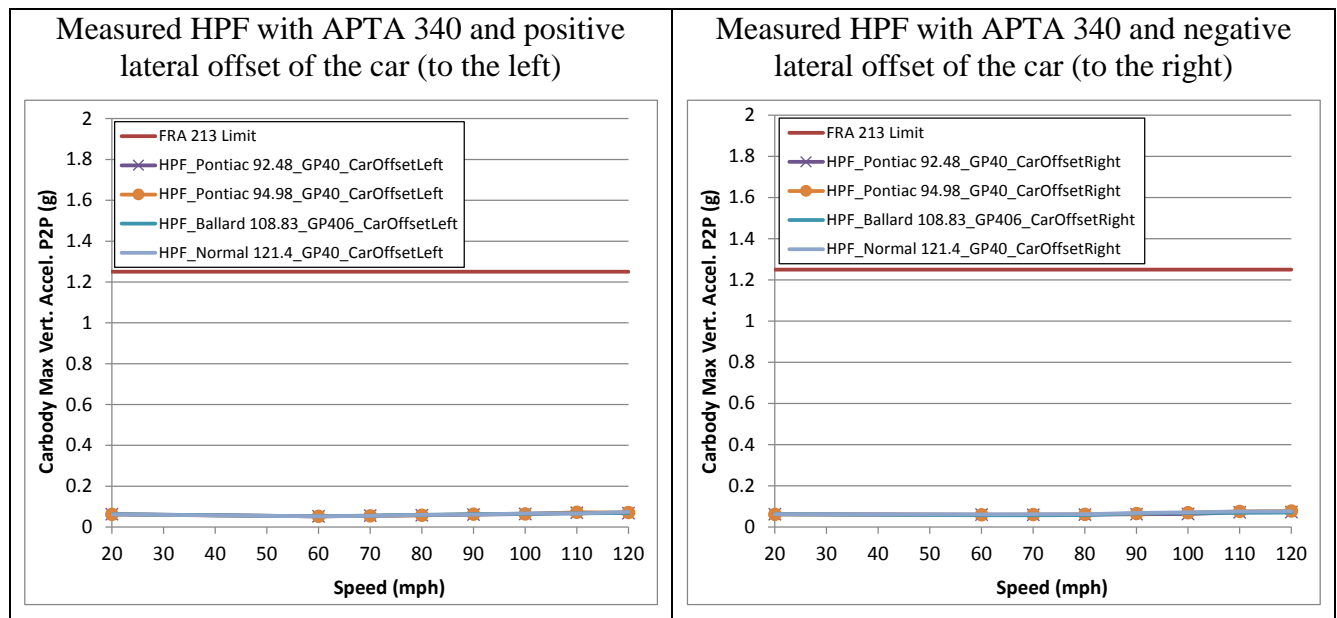 Measured HPF with APTA 340 and positive
lateral offset of the car (to the left)
2
1.8
1.6
1.4
1.2
1
0.8
0.6
0.4
0.2
0
Carbody Max Vert. Accel. P2P (g)
FRA 213 Limit
HPF_Pontiac 92.48_GP40_CarOffsetLeft
HPF_Pontiac 94.98_GP40_CarOffsetLeft
HPF_Ballard 108.83_GP406_CarOffsetLeft
HPF_Normal 121.4_GP40_CarOffsetLeft
20 30 40 50 60 70 80 90 100 110 120
Speed (mph)
Measured HPF with APTA 340 and negative
lateral offset of the car (to the right)
2
1.8
1.6
1.4
1.2
1
0.8
0.6
0.4
0.2
0
Carbody Max Vert. Accel. P2P (g)
FRA 213 Limit
HPF_Pontiac 92.48_GP40_CarOffsetRight
HPF_Pontiac 94.98_GP40_CarOffsetRight
HPF_Ballard 108.83_GP406_CarOffsetRight
HPF_Normal 121.4_GP40_CarOffsetRight
20 30 40 50 60 70 80 90 100 110 120
Speed (mph)